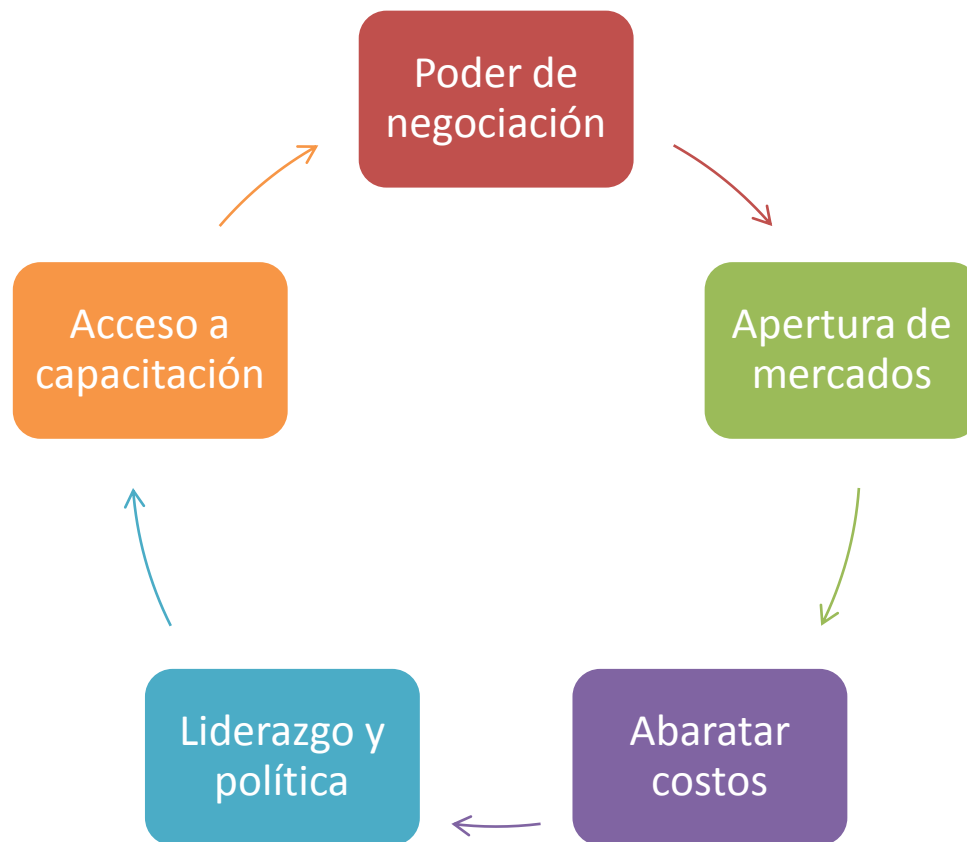 Poder de
negociación
Apertura de
mercados
Abaratar
costos
Liderazgo y
política
Acceso a
capacitación